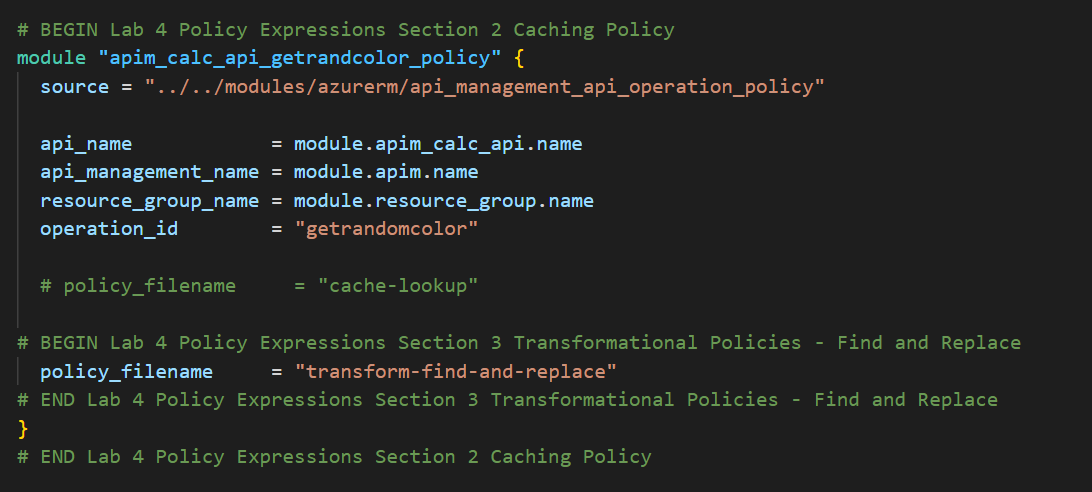 # BEGIN Lab 4 Policy Expressions Section 2 Caching Policy
module "apim_calc_api_getrandcolor_policy" {
  source = "../../modules/azurerm/api_management_api_operation_policy"

  api_name            = module.apim_calc_api.name
  api_management_name = module.apim.name
  resource_group_name = module.resource_group.name
  operation_id        = "getrandomcolor"

  # policy_filename     = "cache-lookup"

# BEGIN Lab 4 Policy Expressions Section 3 Transformational Policies - Find and Replace
  policy_filename     = "transform-find-and-replace"
# END Lab 4 Policy Expressions Section 3 Transformational Policies - Find and Replace
}
# END Lab 4 Policy Expressions Section 2 Caching Policy